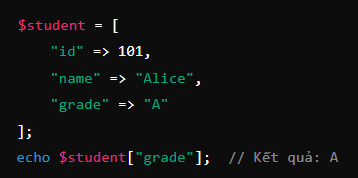 $student = [
    "id" => 101,
    "name" => "Alice",
    "grade" => "A"
];
echo $student["grade"];  // Kết quả: A